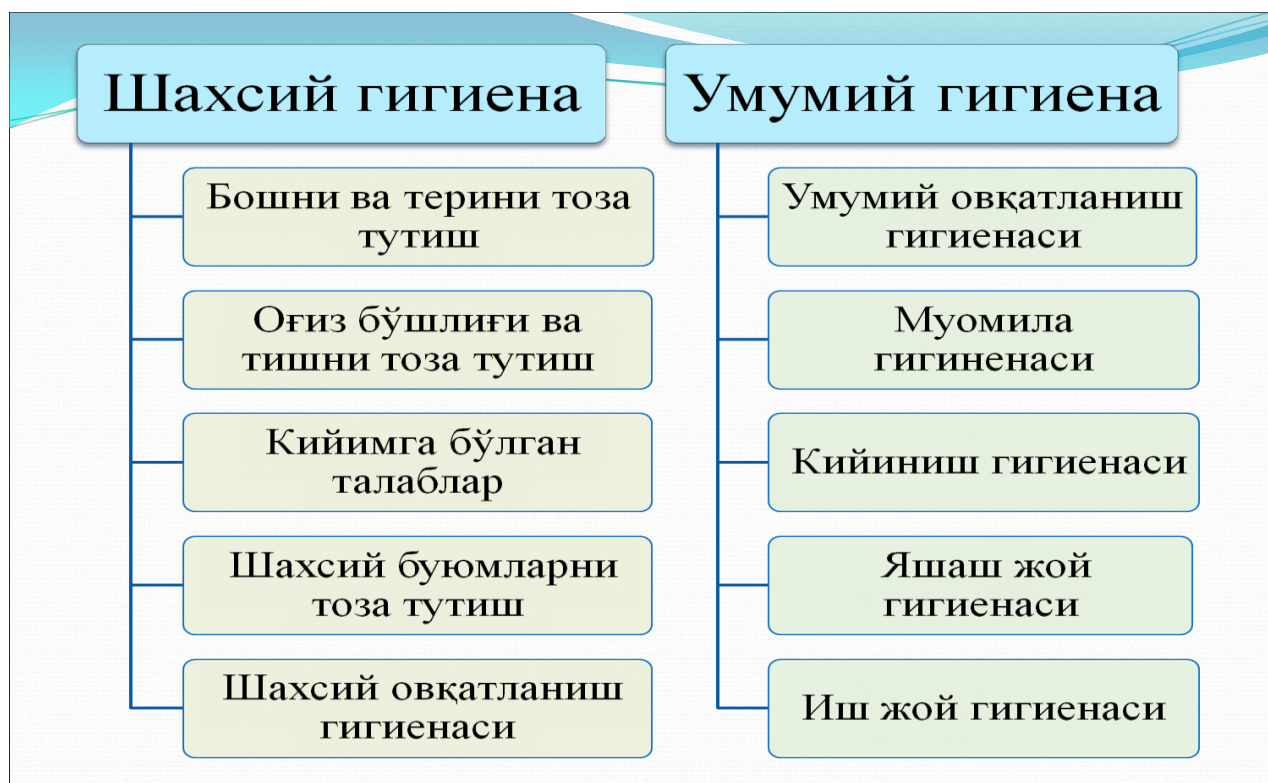 Шахсий гигиена
Бошни ва терини тоза
тутиш
Оғиз бўшлиғи ва
тишни тоза тутиш
Кийимга бўлган
талаблар
Шахсий буюмларни
тоза тутиш
Шахсий овқатланиш
гигиенаси
Умумий гигиена
Умумий овқатланиш
гигиенаси
Муомила
гигиненаси
Кийиниш гигиенаси
Яшаш жой
гигиенаси
Иш жой гигиенаси